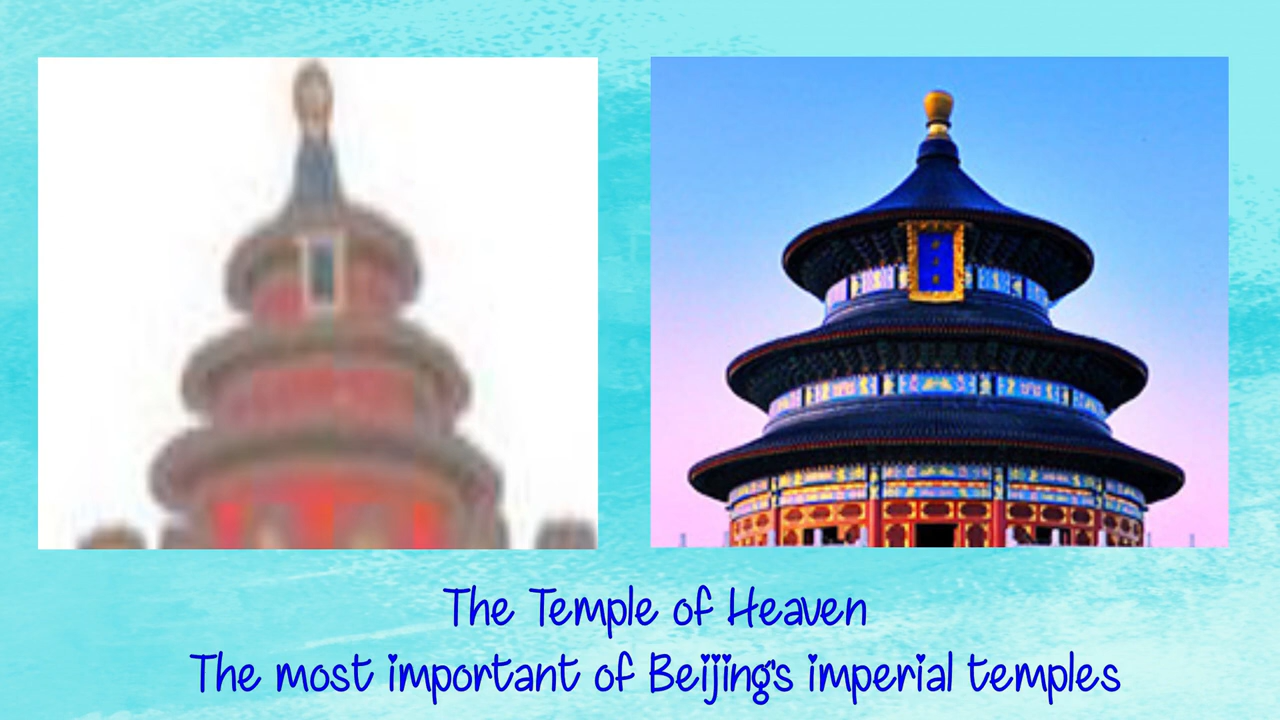 The Temple of Heaven
The most important of Beijing's imperial temples